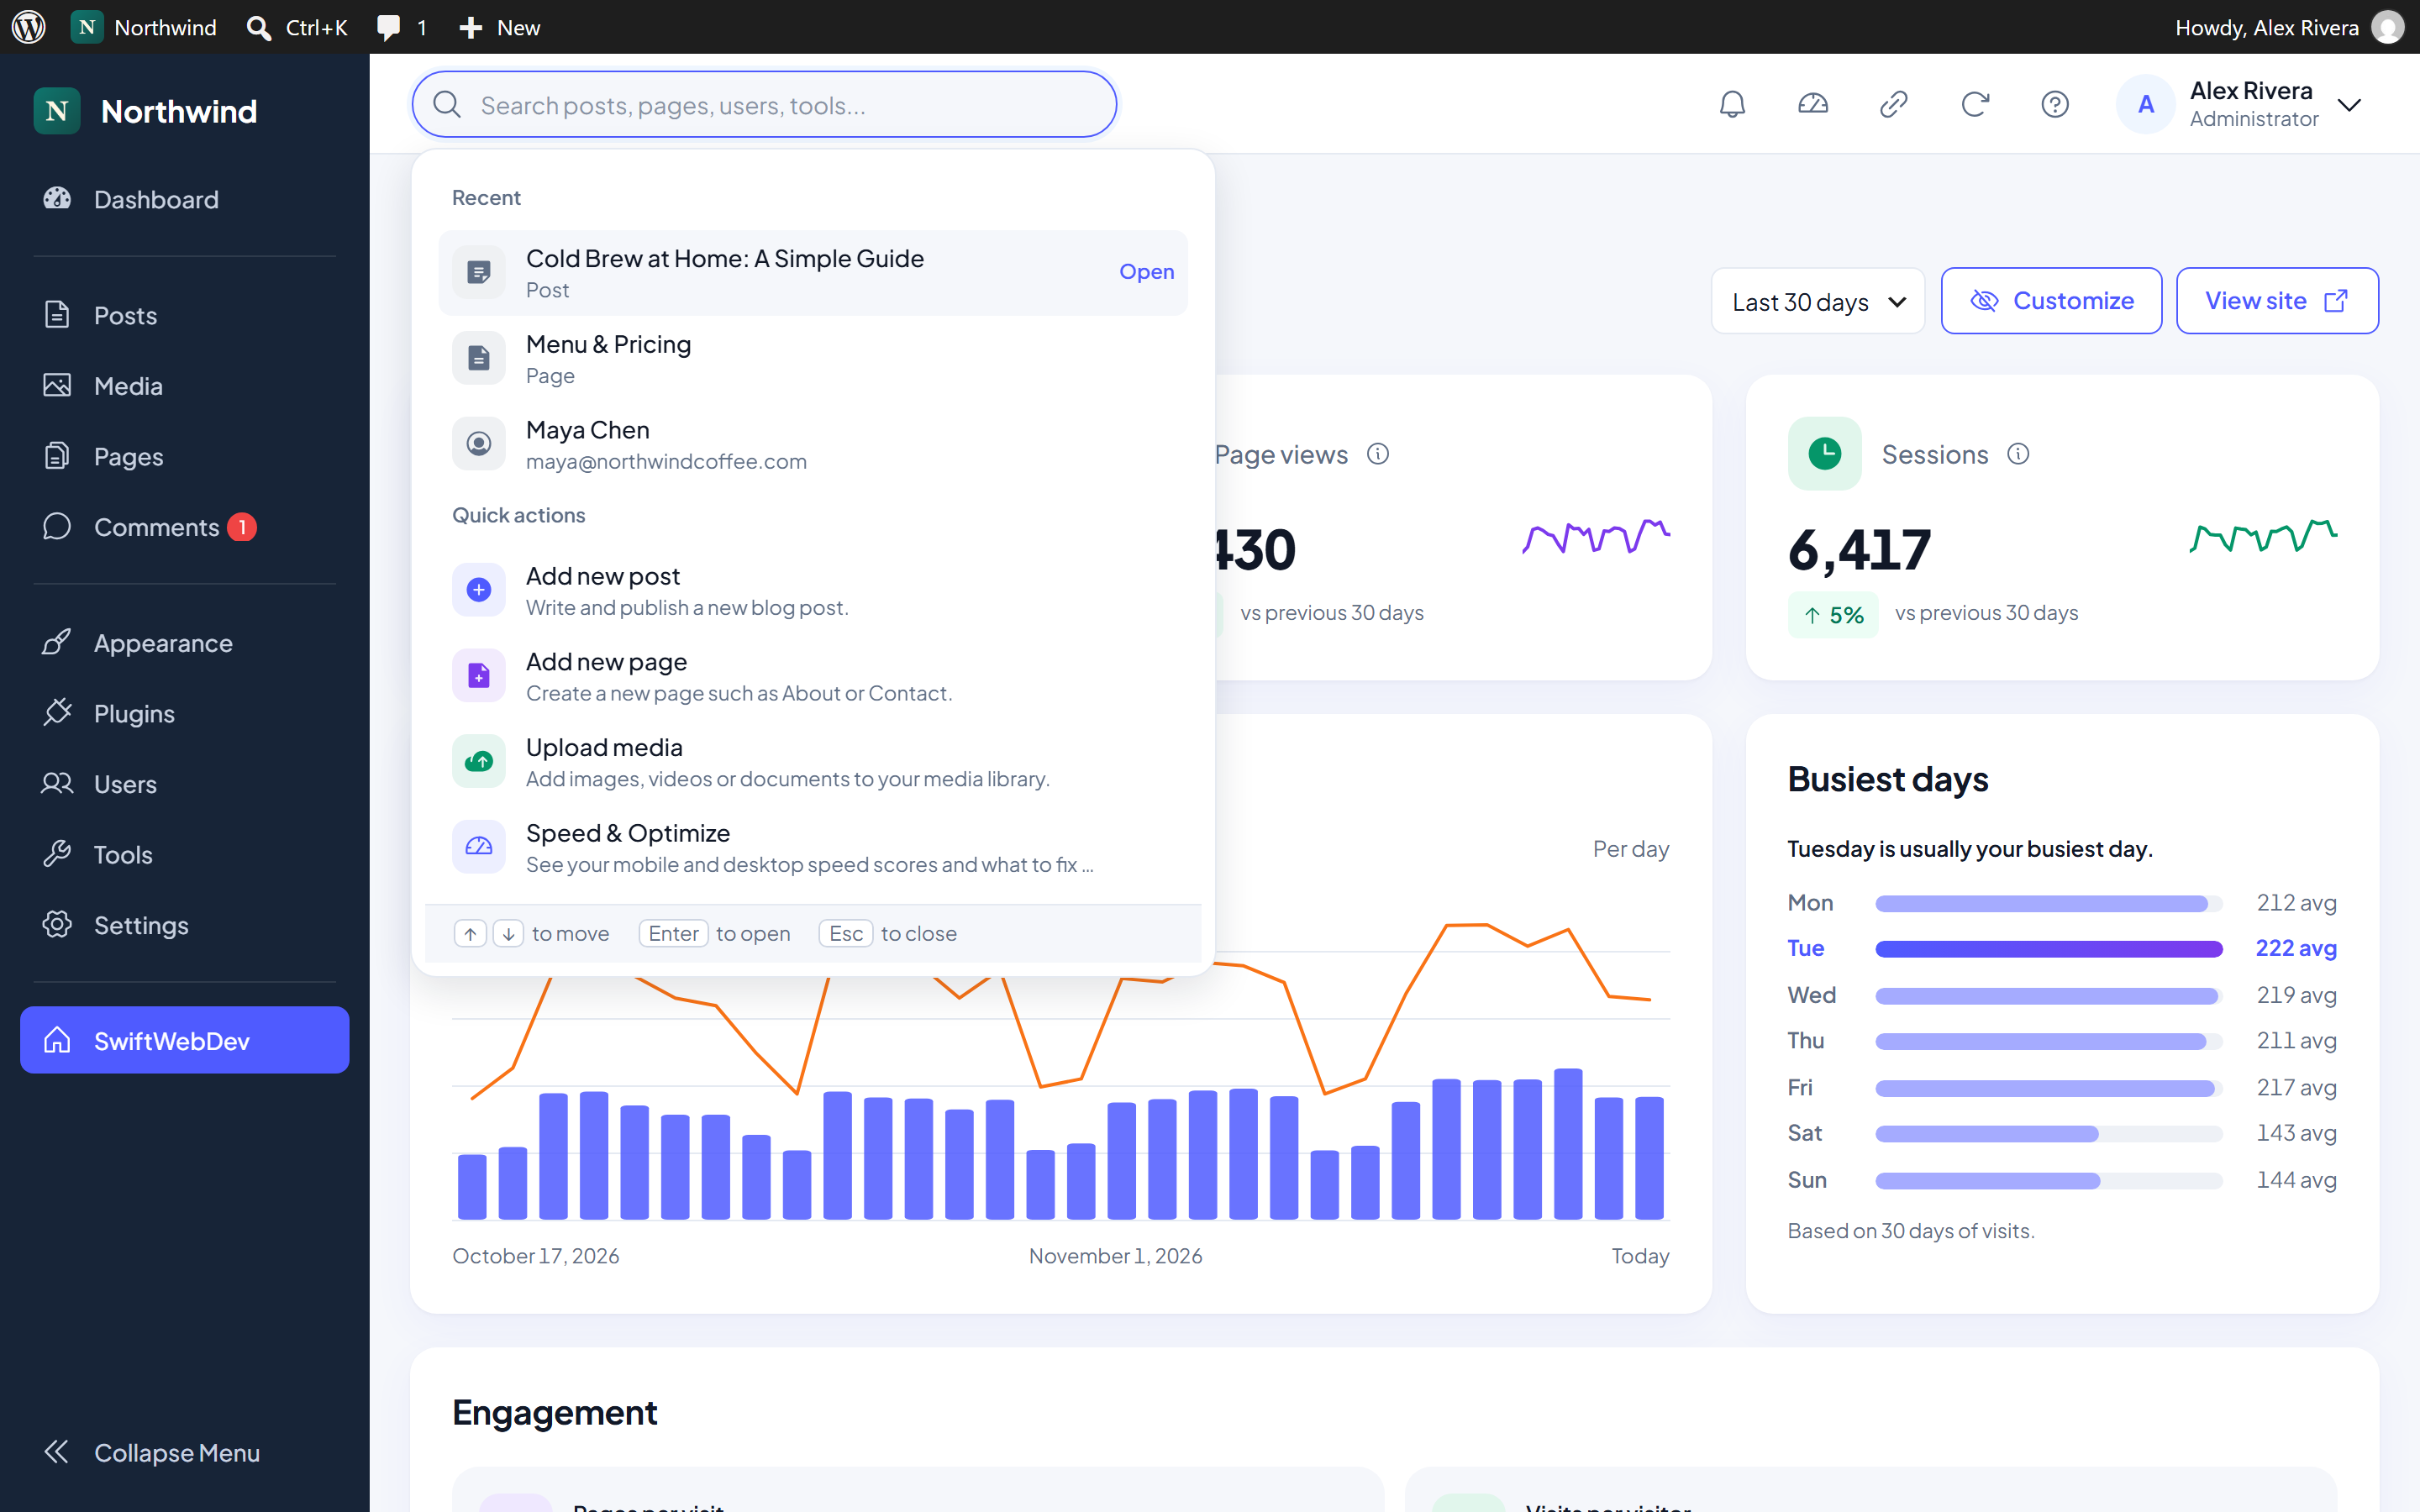 Northwind
Ctrl+K
1
New
Howdy, Alex Rivera
N Northwind
Dashboard
Posts
Media
Pages
Comments 1
Appearance
Plugins
Users
Tools
Settings
SwiftWebDev
Collapse Menu
Search posts, pages, users, tools...
A
Alex Rivera
Administrator
Recent
Cold Brew at Home: A Simple Guide
Post
Open
Menu & Pricing
Page
Maya Chen
maya@northwindcoffee.com
Quick actions
Add new post
Write and publish a new blog post.
Add new page
Create a new page such as About or Contact.
Upload media
Add images, videos or documents to your media library.
Speed & Optimize
See your mobile and desktop speed scores and what to fix ...
↑ ↓ to move Enter to open Esc to close
Last 30 days
Customize
View site
Page views
430
vs previous 30 days
Sessions
6,417
↑ 5% vs previous 30 days
Per day
October 17, 2026
November 1, 2026
Today
Busiest days
Tuesday is usually your busiest day.
Mon 212 avg
Tue 222 avg
Wed 219 avg
Thu 211 avg
Fri 217 avg
Sat 143 avg
Sun 144 avg
Based on 30 days of visits.
Engagement
Pages per visit
Visits per visitor